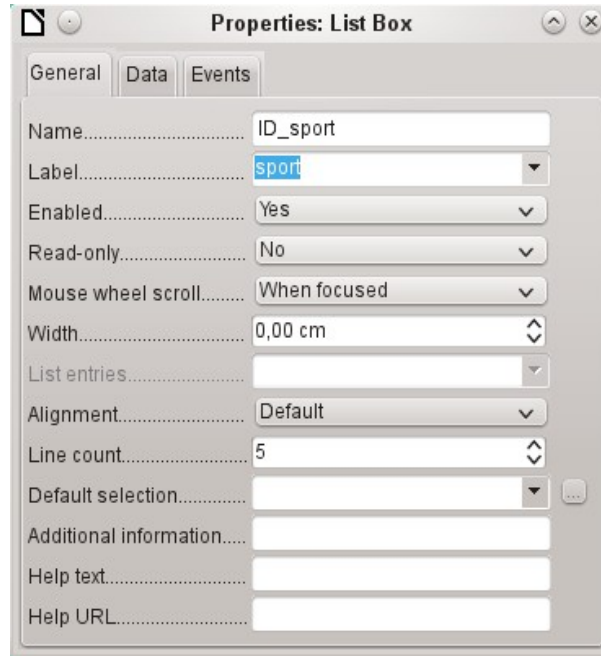 Properties: List Box
General Data Events
Name.............................. ID_sport
Label.............................. sport
Enabled.......................... Yes
Read-only....................... No
Mouse wheel scroll......... When focused
Width.............................. 0,00 cm
List entries......................
Alignment....................... Default
Line count....................... 5
Default selection............. ...
Additional information.....
Help text.........................
Help URL........................